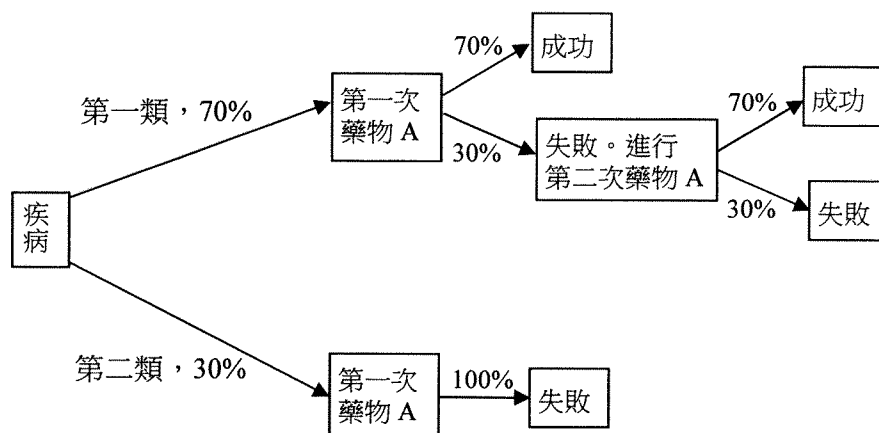 70%
成功
第一類，70%
第一次
藥物 A
30%
失敗。進行
第二次藥物 A
70%
成功
30%
失敗
疾
病
第二類，30%
第一次
藥物 A
100%
失敗